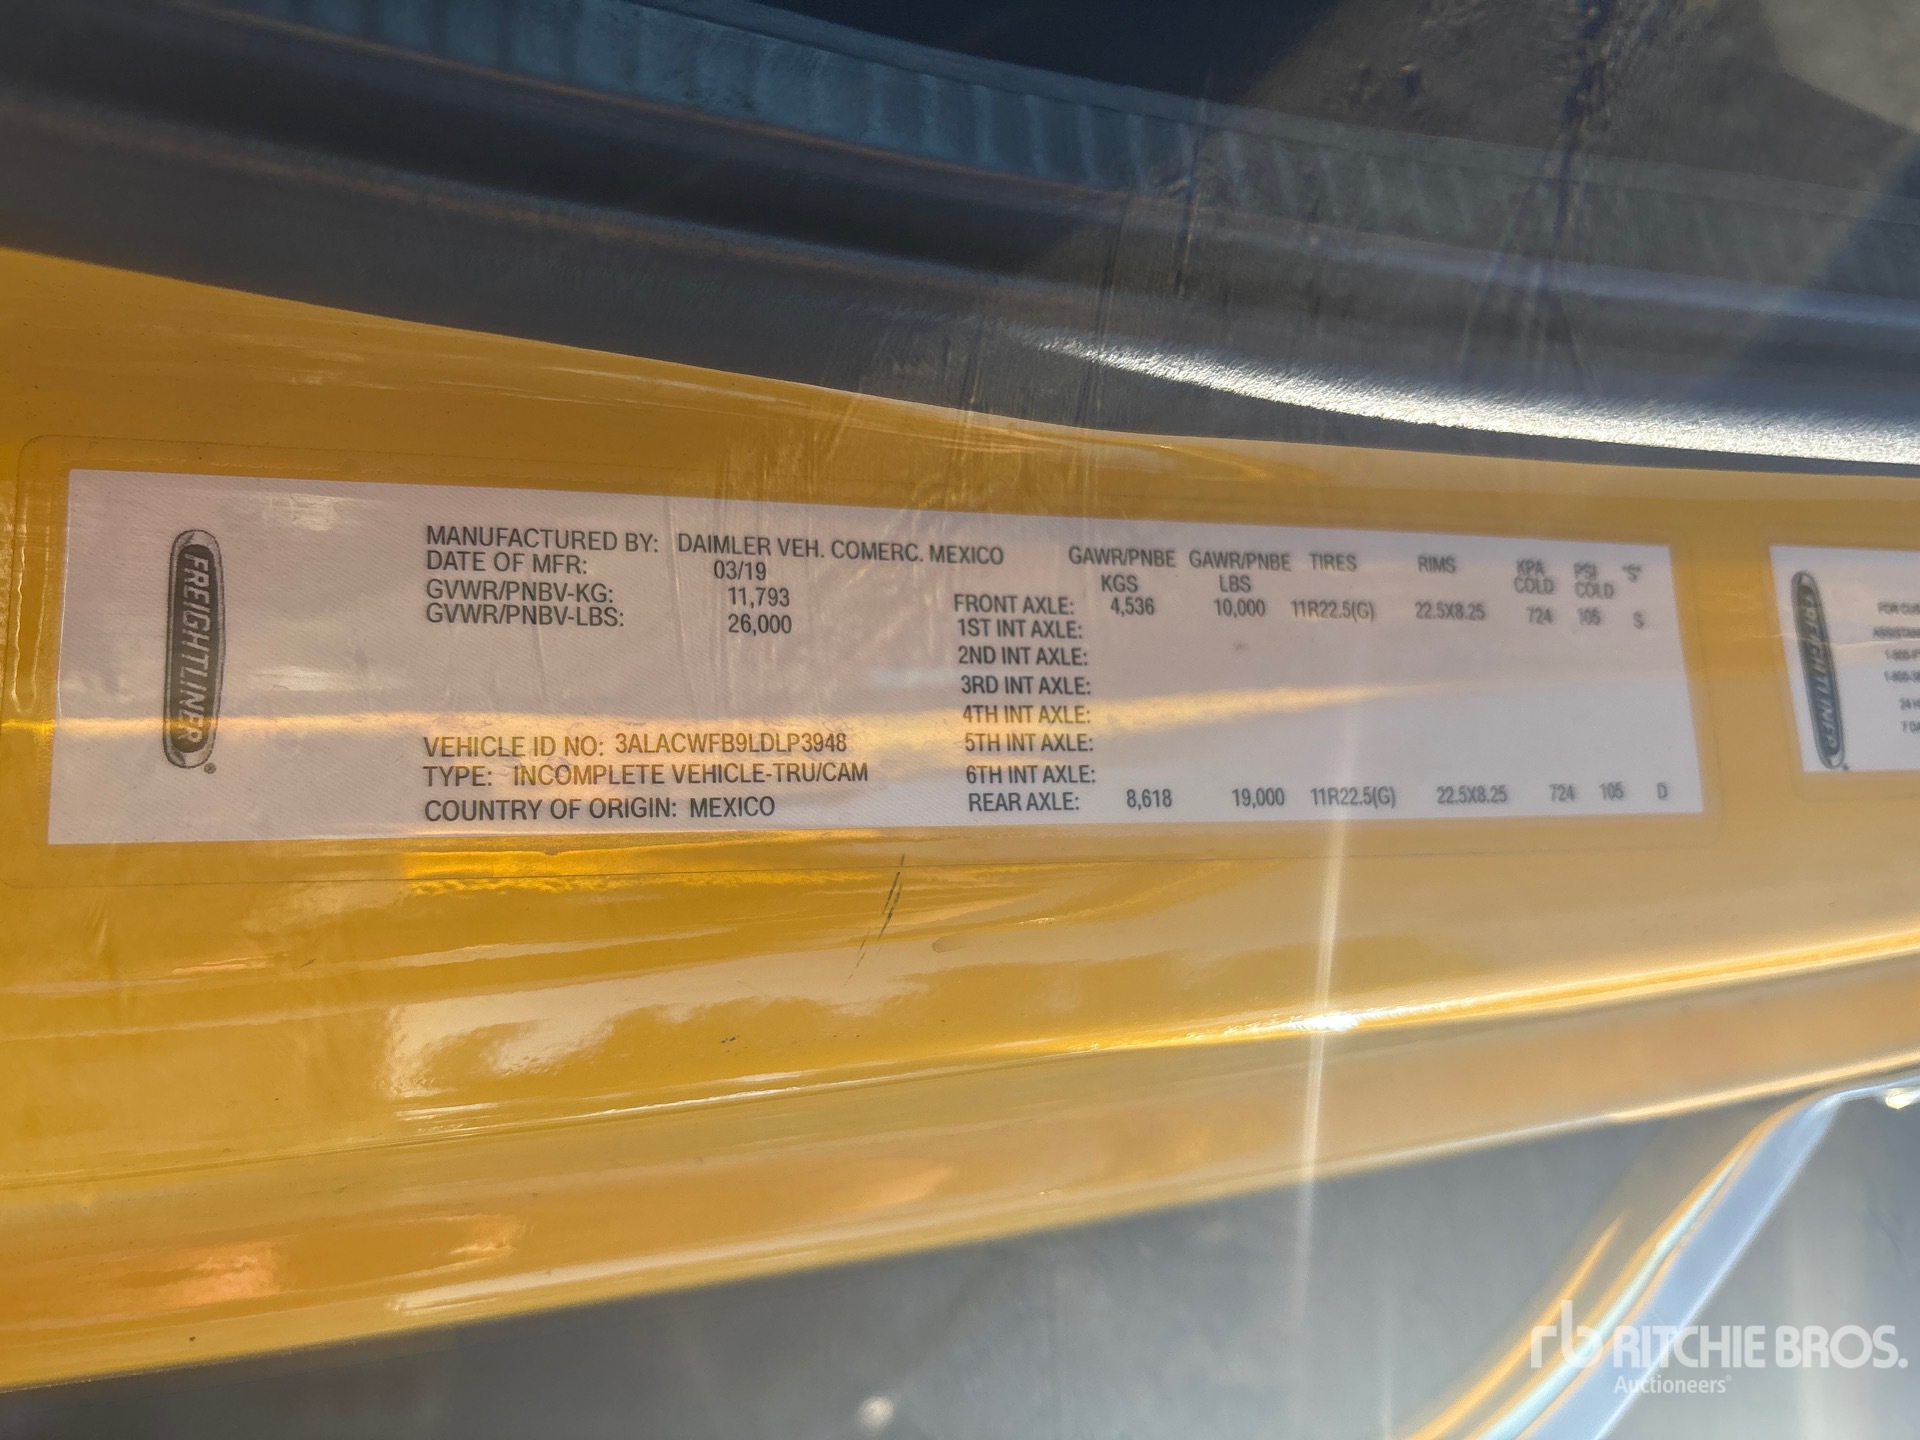 FREIGHTLINER
MANUFACTURED BY: DAIMLER VEH. COMERC. MEXICO
DATE OF MFR: 03/19
GVWR/PNBV-KG: 11,793
GVWR/PNBV-LBS: 26,000
VEHICLE ID NO: 3ALACWFB9LDLP3948
TYPE: INCOMPLETE VEHICLE-TRU/CAM
COUNTRY OF ORIGIN: MEXICO
GAWR/PNBE GAWR/PNBE TIRES RIMS KPA PSI "S"
KGS LBS COLD COLD
FRONT AXLE: 4,536 10,000 11R22.5(G) 22.5X8.25 724 105 S
1ST INT AXLE:
2ND INT AXLE:
3RD INT AXLE:
4TH INT AXLE:
5TH INT AXLE:
6TH INT AXLE:
REAR AXLE: 8,618 19,000 11R22.5(G) 22.5X8.25 724 105 D
FREIGHTLINER
FOR
rb RITCHIE BROS.
Auctioneers